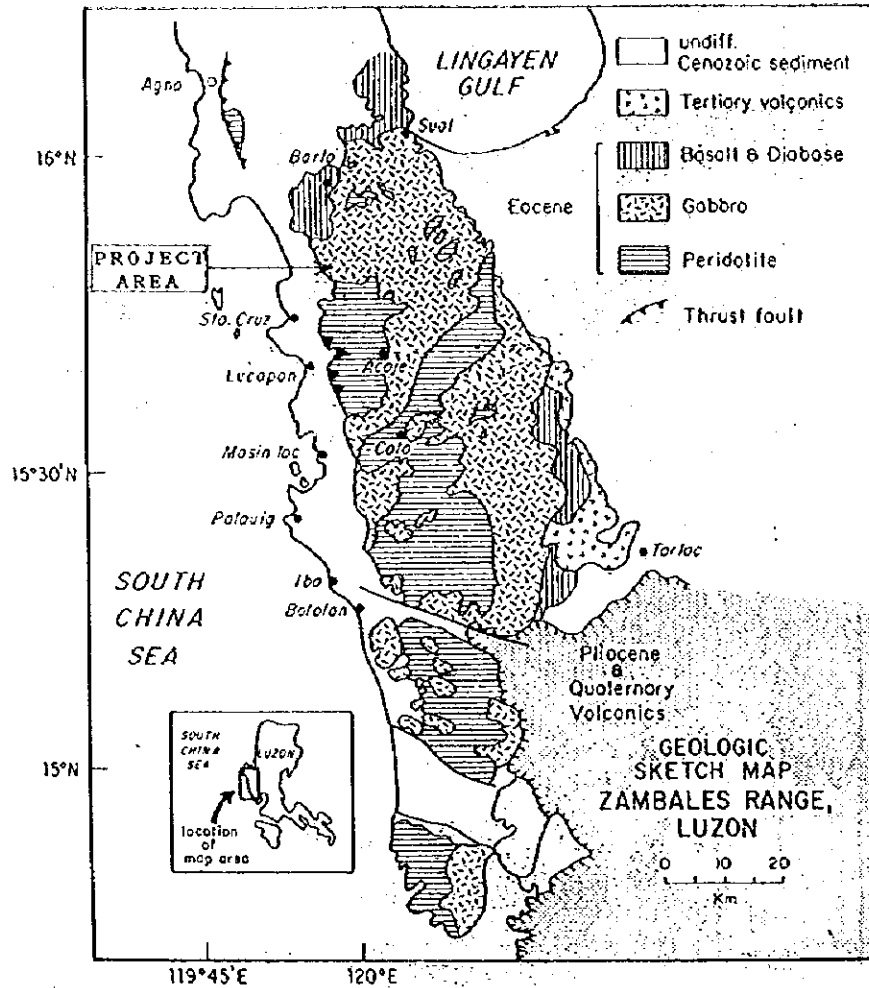 LINGAYEN
GULF
Agno
Sual
16°N
Barlo
PROJECT
AREA
Sta. Cruz
Acoje
Lucapon
Coto
Masinloc
15°30'N
Palauig
Tarlac
Iba
Botolan
SOUTH
CHINA
SEA
Pliocene
&
Quaternary
Volcanics
15°N
SOUTH
CHINA
SEA
LUZON
location
of
map area
GEOLOGIC
SKETCH MAP
ZAMBALES RANGE,
LUZON
0 10 20
Km
119°45'E
120°E
undiff.
Cenozoic sediment
Tertiary volcanics
Basalt & Diabase
Eocene
Gabbro
Peridotite
Thrust fault